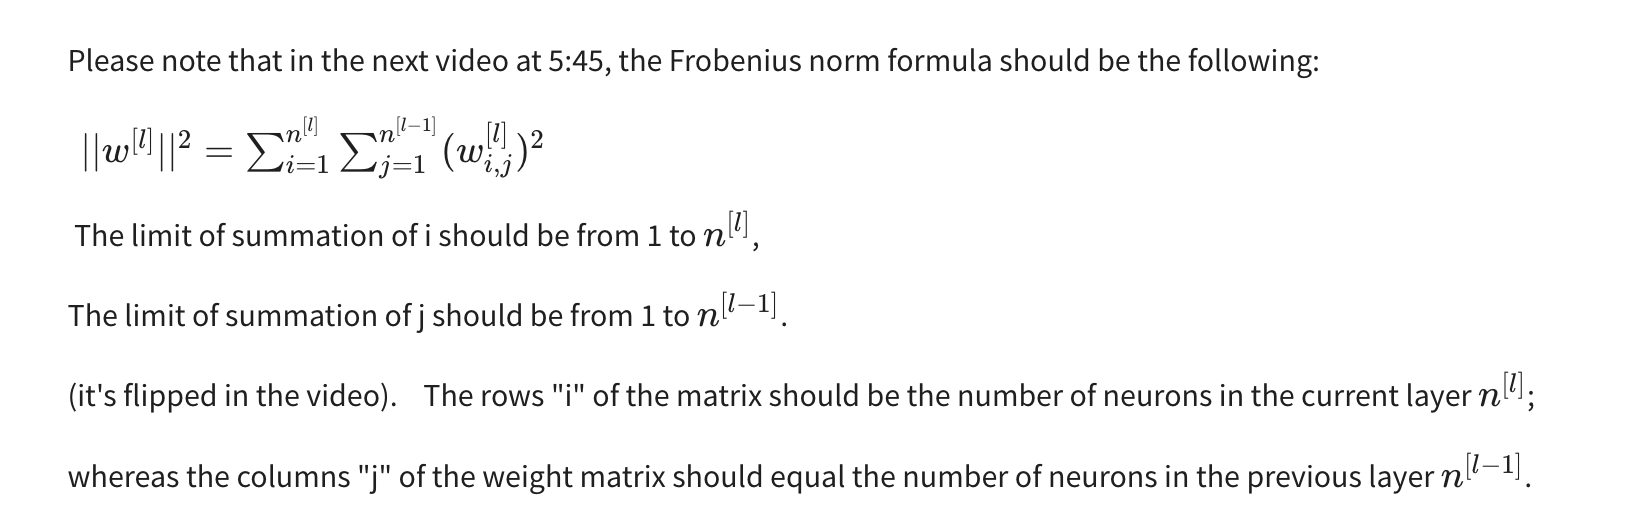 Please note that in the next video at 5:45, the Frobenius norm formula should be the following:
||w^{[l]}||^2 = \sum_{i=1}^{n^{[l]}} \sum_{j=1}^{n^{[l-1]}} (w_{i,j}^{[l]})^2
The limit of summation of i should be from 1 to n^{[l]},
The limit of summation of j should be from 1 to n^{[l-1]}.
(it's flipped in the video). The rows "i" of the matrix should be the number of neurons in the current layer n^{[l]};
whereas the columns "j" of the weight matrix should equal the number of neurons in the previous layer n^{[l-1]}.